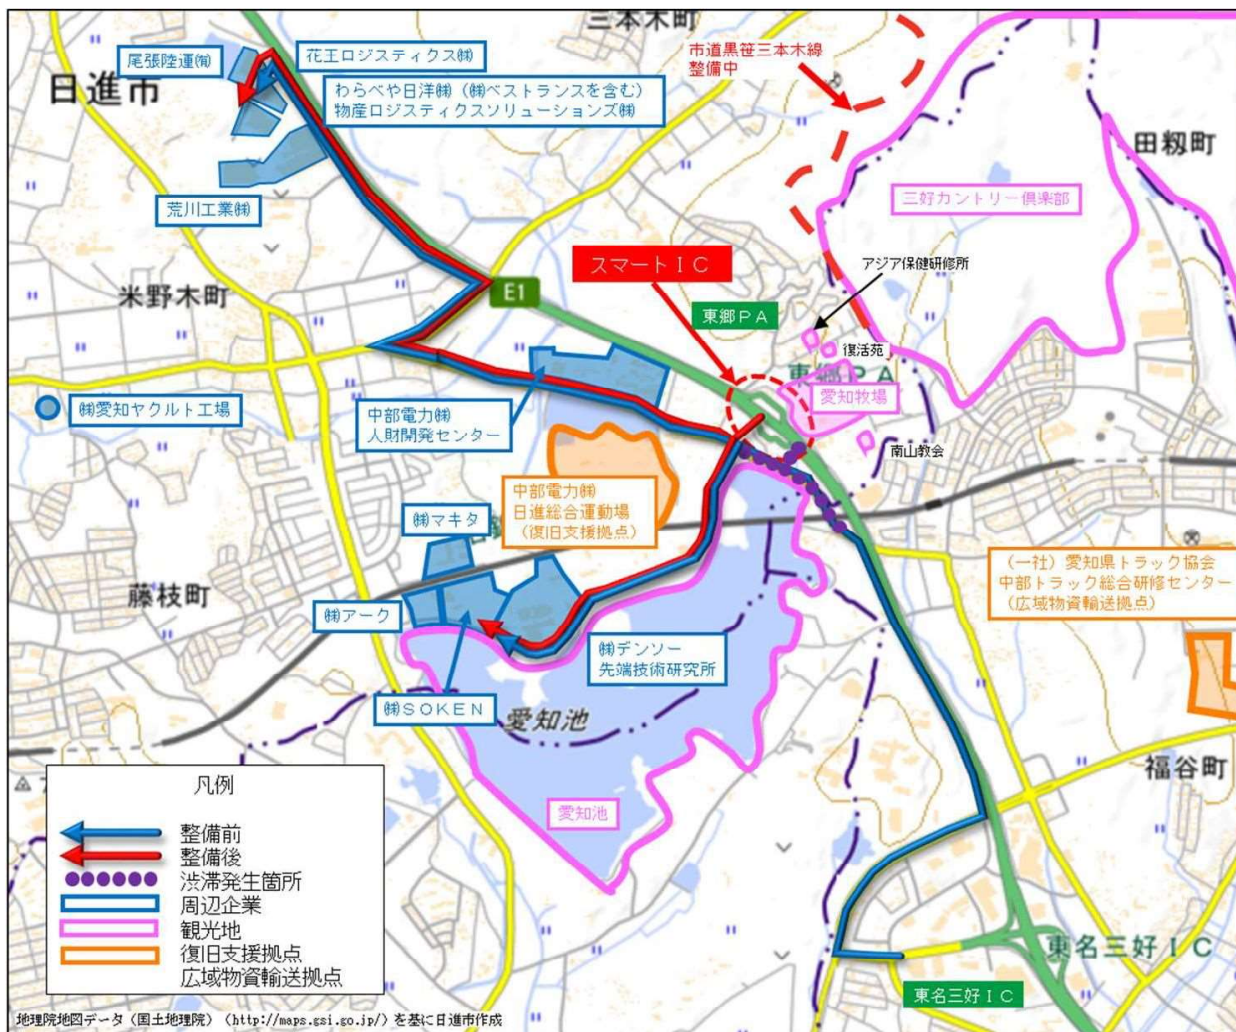 三本木町
尾張陸運㈲
花王ロジスティクス㈱
市道黒笹三本木線
整備中
日進市
わらべや日洋㈱（㈱ベストランスを含む）
物産ロジスティクスソリューションズ㈱
田籾町
荒川工業㈱
三好カントリー倶楽部
スマートＩＣ
アジア保健研修所
米野木町
E1
東郷ＰＡ
復活苑
東郷ＰＡ
愛知牧場
㈱愛知ヤクルト工場
中部電力㈱
人財開発センター
南山教会
中部電力㈱
日進総合運動場
（復旧支援拠点）
㈱マキタ
（一社）愛知県トラック協会
中部トラック総合研修センター
（広域物資輸送拠点）
藤枝町
㈱アーク
㈱デンソー
先端技術研究所
㈱ＳＯＫＥＮ
愛知池
福谷町
愛知池
凡例
整備前
整備後
渋滞発生箇所
周辺企業
観光地
復旧支援拠点
広域物資輸送拠点
東名三好ＩＣ
東名三好ＩＣ
地理院地図データ（国土地理院）（http://maps.gsi.go.jp/）を基に日進市作成